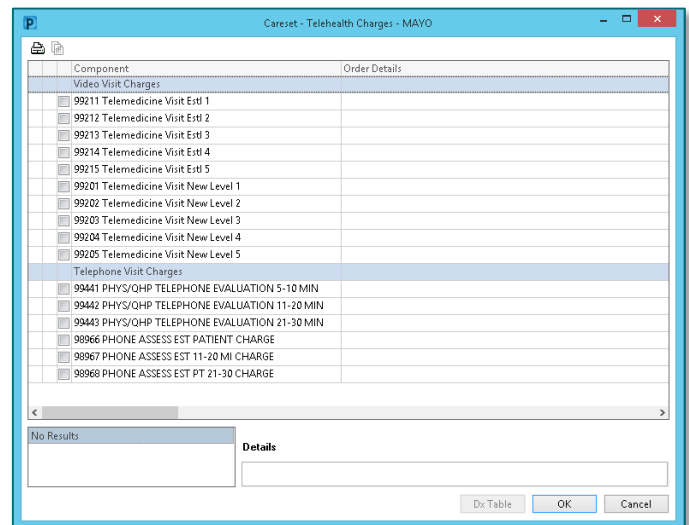 P
Careset - Telehealth Charges - MAYO
Component Order Details
Video Visit Charges
99211 Telemedicine Visit Estl 1
99212 Telemedicine Visit Estl 2
99213 Telemedicine Visit Estl 3
99214 Telemedicine Visit Estl 4
99215 Telemedicine Visit Estl 5
99201 Telemedicine Visit New Level 1
99202 Telemedicine Visit New Level 2
99203 Telemedicine Visit New Level 3
99204 Telemedicine Visit New Level 4
99205 Telemedicine Visit New Level 5
Telephone Visit Charges
99441 PHYS/QHP TELEPHONE EVALUATION 5-10 MIN
99442 PHYS/QHP TELEPHONE EVALUATION 11-20 MIN
99443 PHYS/QHP TELEPHONE EVALUATION 21-30 MIN
98966 PHONE ASSESS EST PATIENT CHARGE
98967 PHONE ASSESS EST 11-20 MI CHARGE
98968 PHONE ASSESS EST PT 21-30 CHARGE
No Results
Details
Dx Table OK Cancel